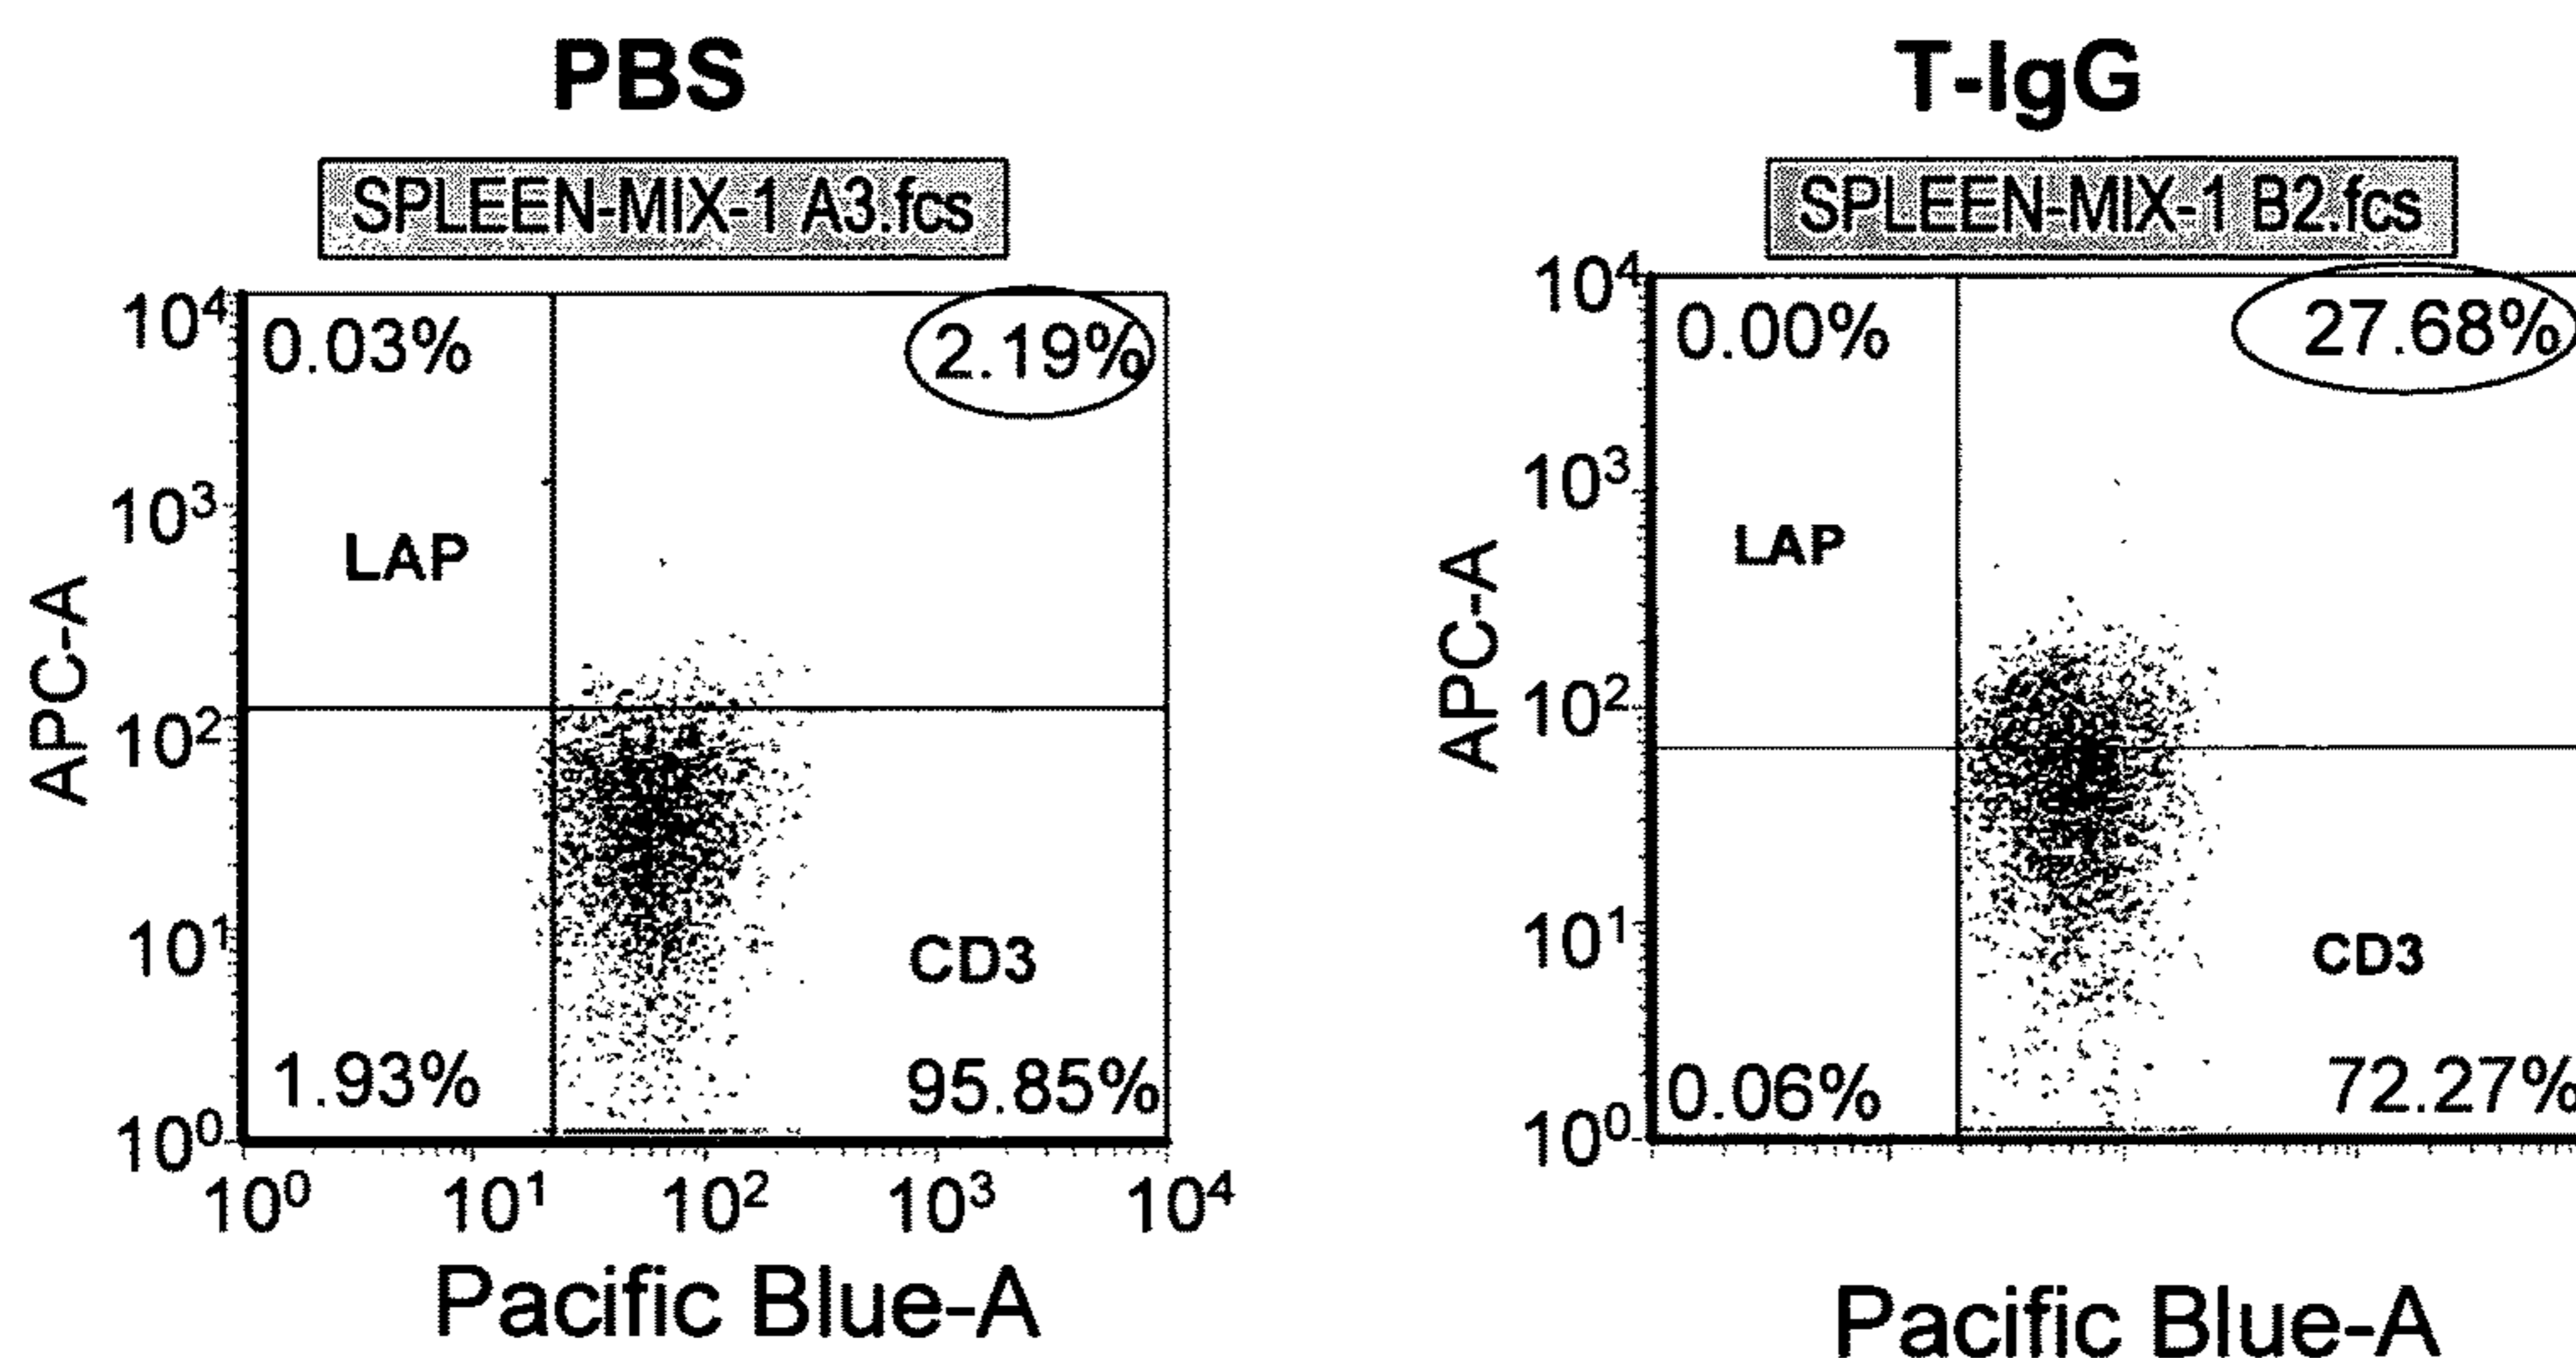 PBS
SPLEEN-MIX-1 A3.fcs
10⁴
0.03%
2.19%
10³
LAP
APC-A
10²
10¹
CD3
1.93%
95.85%
10⁰
10⁰ 10¹ 10² 10³ 10⁴
Pacific Blue-A
T-IgG
SPLEEN-MIX-1 B2.fcs
10⁴
0.00%
27.68%
10³
LAP
APC-A
10²
10¹
CD3
0.06%
72.27%
10⁰
Pacific Blue-A